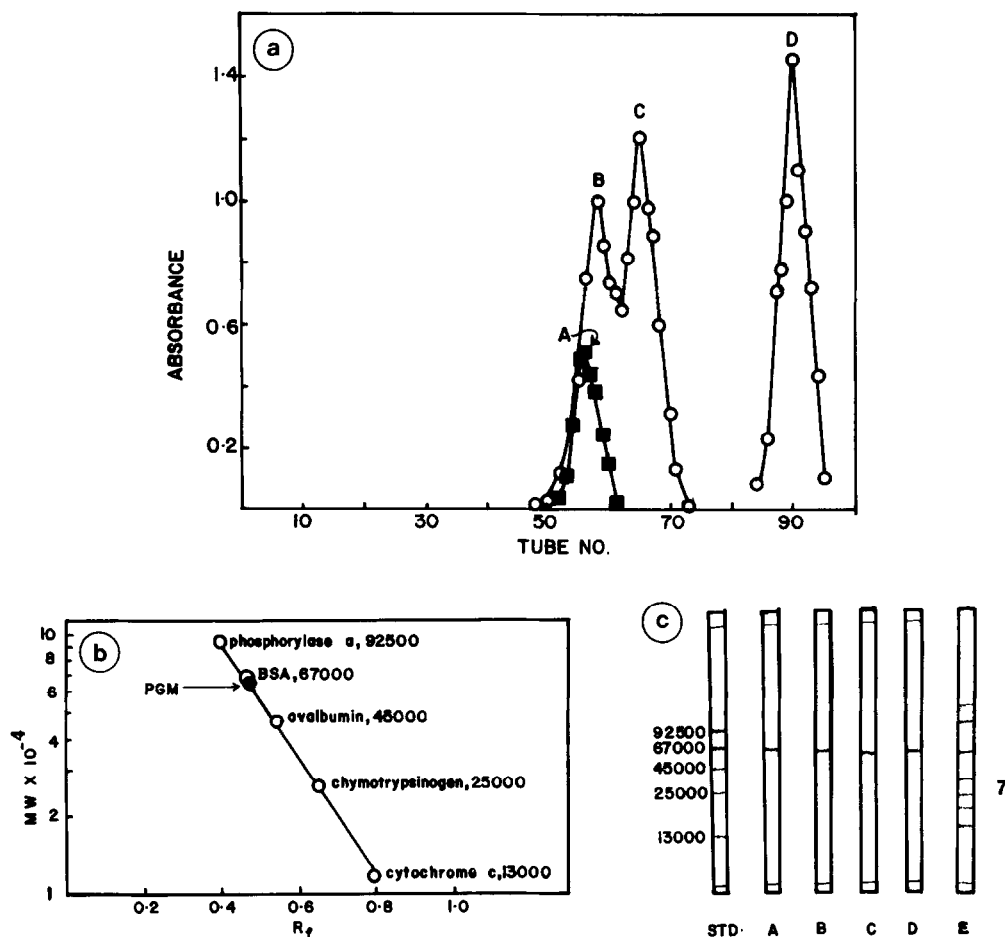 a
ABSORBANCE
1·4
1·0
0·6
0·2
A
B
C
D
10
30
50
70
90
TUBE NO.
b
MW X 10⁻⁴
10
8
6
4
2
1
phosphorylase a, 92500
BSA, 67000
PGM
ovalbumin, 45000
chymotrypsinogen, 25000
cytochrome c, 13000
0·2
0·4
0·6
0·8
1·0
Rf
c
92500
67000
45000
25000
13000
7
STD· A B C D E